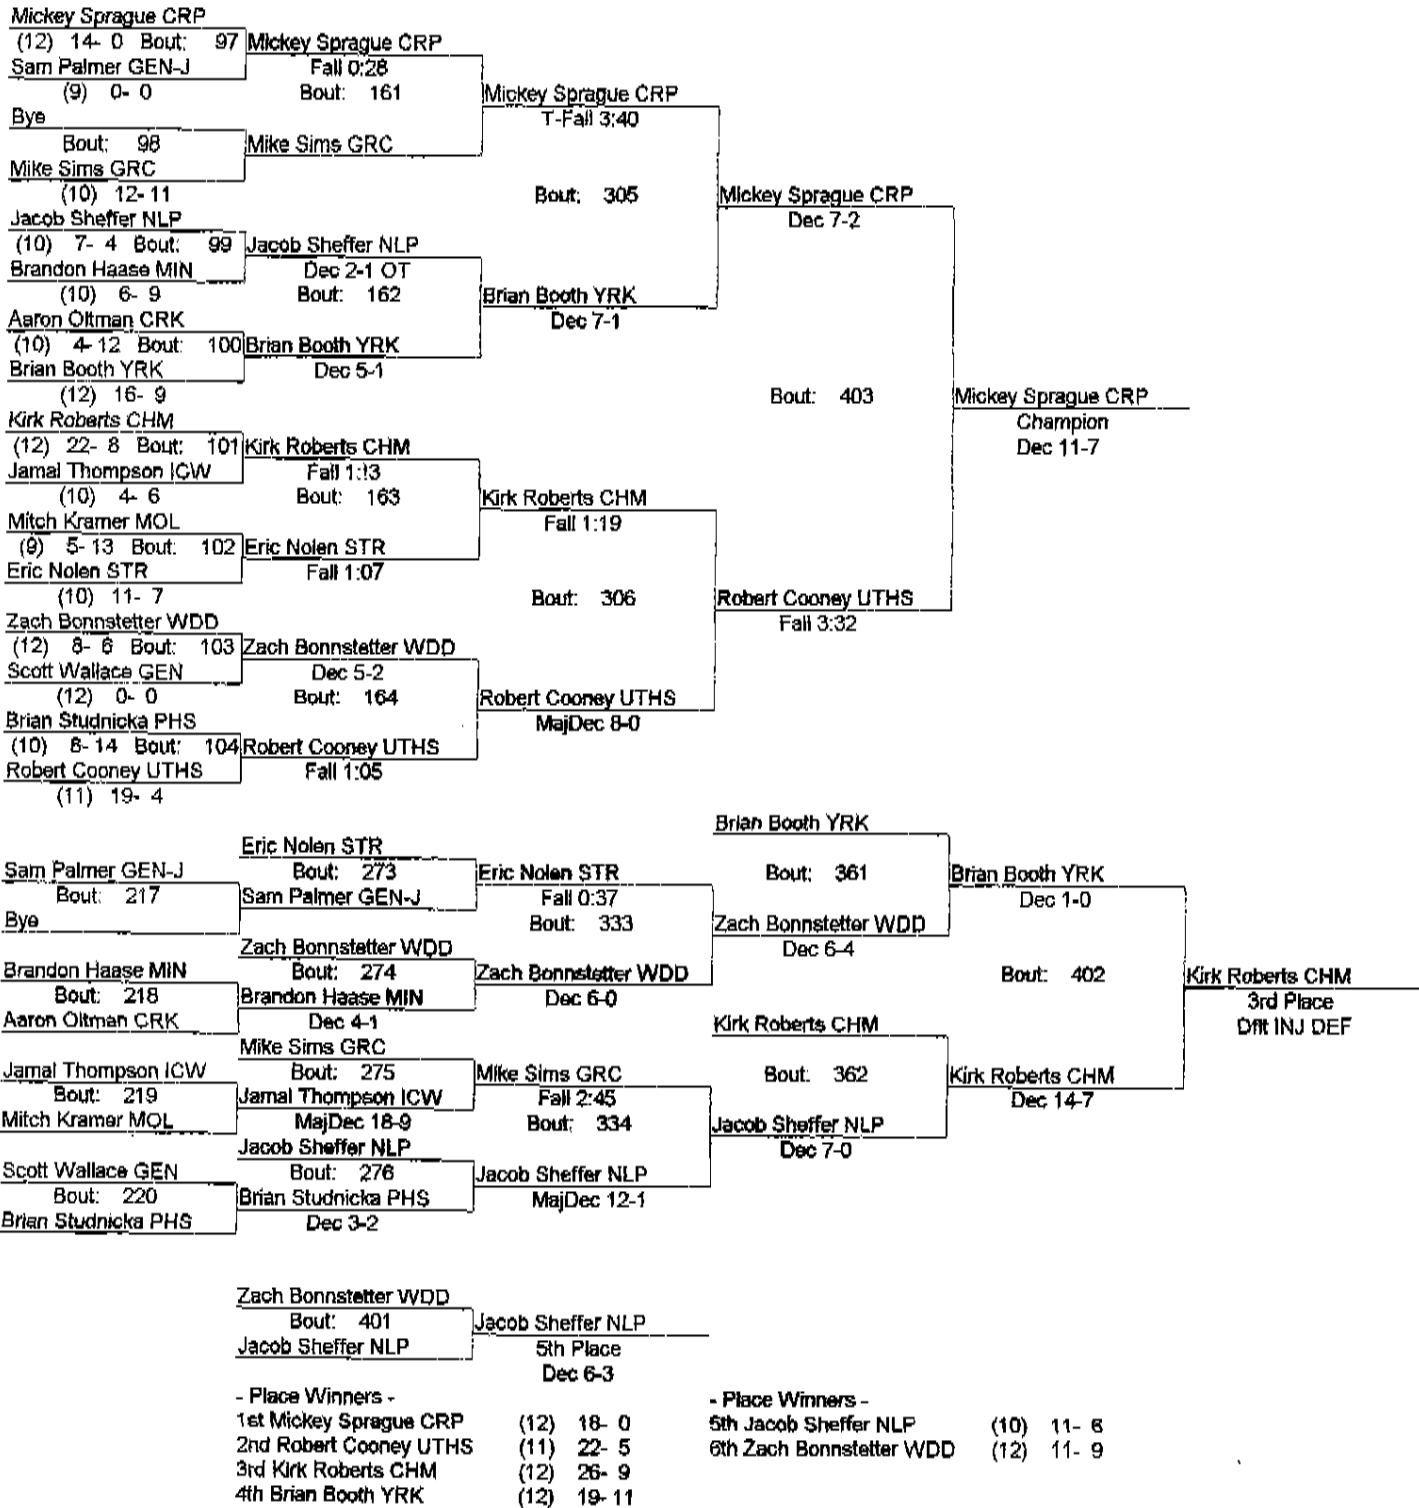 Mickey Sprague CRP
(12) 14- 0 Bout: 97 Mickey Sprague CRP
Sam Palmer GEN-J Fall 0:28
(9) 0- 0 Bout: 161 Mickey Sprague CRP
Bye T-Fall 3:40
Bout: 98 Mike Sims GRC
Mike Sims GRC
(10) 12- 11 Bout: 305 Mickey Sprague CRP
Jacob Sheffer NLP Dec 7-2
(10) 7- 4 Bout: 99 Jacob Sheffer NLP
Brandon Haase MIN Dec 2-1 OT
(10) 6- 9 Bout: 162 Brian Booth YRK
Aaron Oltman CRK Dec 7-1
(10) 4- 12 Bout: 100 Brian Booth YRK
Brian Booth YRK Dec 5-1
(12) 16- 9 Bout: 403 Mickey Sprague CRP
Kirk Roberts CHM Champion
(12) 22- 8 Bout: 101 Kirk Roberts CHM Dec 11-7
Jamal Thompson ICW Fall 1:13
(10) 4- 6 Bout: 163 Kirk Roberts CHM
Mitch Kramer MOL Fall 1:19
(9) 5- 13 Bout: 102 Eric Nolen STR
Eric Nolen STR Fall 1:07
(10) 11- 7 Bout: 306 Robert Cooney UTHS
Zach Bonnstetter WDD Fall 3:32
(12) 8- 6 Bout: 103 Zach Bonnstetter WDD
Scott Wallace GEN Dec 5-2
(12) 0- 0 Bout: 164 Robert Cooney UTHS
Brian Studnicka PHS MajDec 8-0
(10) 8- 14 Bout: 104 Robert Cooney UTHS
Robert Cooney UTHS Fall 1:05
(11) 19- 4
Brian Booth YRK
Eric Nolen STR
Sam Palmer GEN-J Bout: 273 Eric Nolen STR Bout: 361 Brian Booth YRK
Bout: 217 Sam Palmer GEN-J Fall 0:37 Dec 1-0
Bye Bout: 333 Zach Bonnstetter WDD
Zach Bonnstetter WDD Dec 6-4
Brandon Haase MIN Bout: 274 Zach Bonnstetter WDD Bout: 402 Kirk Roberts CHM
Bout: 218 Brandon Haase MIN Dec 6-0 3rd Place
Aaron Oltman CRK Dec 4-1 Kirk Roberts CHM Dflt INJ DEF
Mike Sims GRC
Jamal Thompson ICW Bout: 275 Mike Sims GRC Bout: 362 Kirk Roberts CHM
Bout: 219 Jamal Thompson ICW Fall 2:45 Dec 14-7
Mitch Kramer MOL MajDec 18-9 Bout: 334 Jacob Sheffer NLP
Jacob Sheffer NLP Dec 7-0
Scott Wallace GEN Bout: 276 Jacob Sheffer NLP
Bout: 220 Brian Studnicka PHS MajDec 12-1
Brian Studnicka PHS Dec 3-2
Zach Bonnstetter WDD
Bout: 401 Jacob Sheffer NLP
Jacob Sheffer NLP 5th Place
Dec 6-3
- Place Winners - - Place Winners -
1st Mickey Sprague CRP (12) 18- 0 5th Jacob Sheffer NLP (10) 11- 6
2nd Robert Cooney UTHS (11) 22- 5 6th Zach Bonnstetter WDD (12) 11- 9
3rd Kirk Roberts CHM (12) 26- 9
4th Brian Booth YRK (12) 19- 11